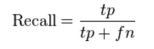 Recall = tp / (tp + fn)